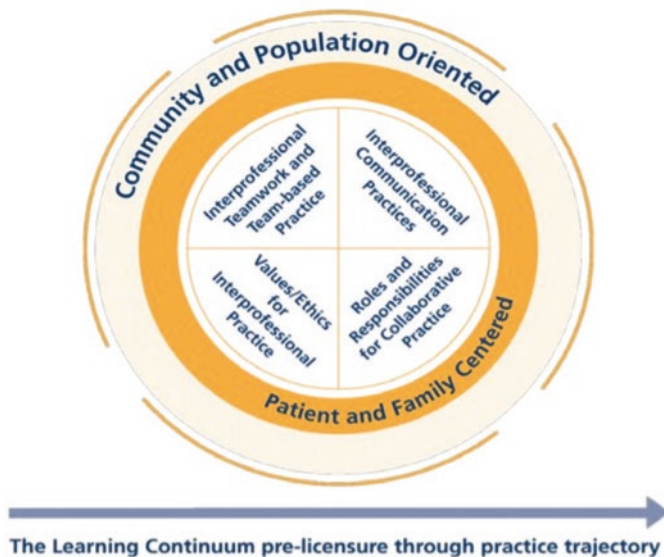 Community and Population Oriented
Interprofessional
Teamwork and
Team-based
Practice
Interprofessional
Communication
Practices
Values/Ethics
for
Interprofessional
Practice
Roles and
Responsibilities
for Collaborative
Practice
Patient and Family Centered
The Learning Continuum pre-licensure through practice trajectory